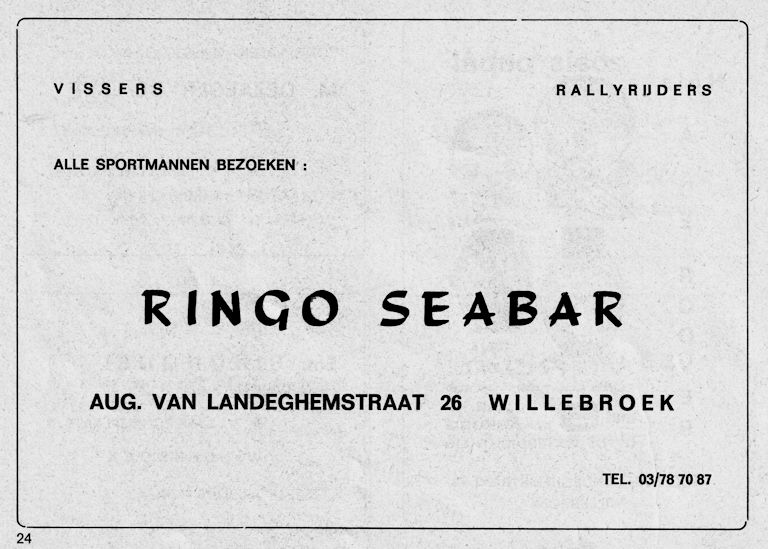 VISSERS RALLYRIJDERS
ALLE SPORTMANNEN BEZOEKEN :
RINGO SEABAR
AUG. VAN LANDEGHEMSTRAAT 26 WILLEBROEK
TEL. 03/78 70 87
24